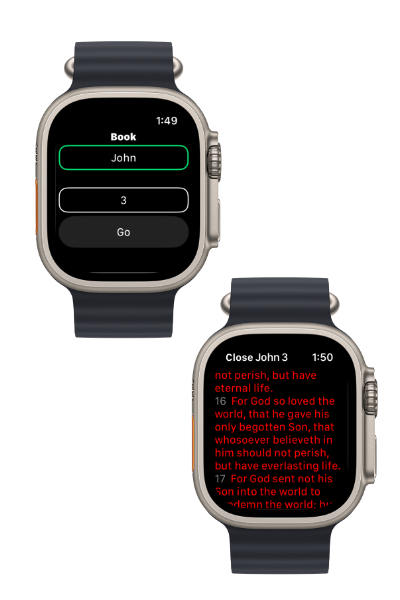 1:49
Book
John
3
Go
Close John 3 1:50
not perish, but have
eternal life.
16 For God so loved the
world, that he gave his
only begotten Son, that
whosoever believeth in
him should not perish,
but have everlasting life.
17 For God sent not his
Son into the world to
the world;